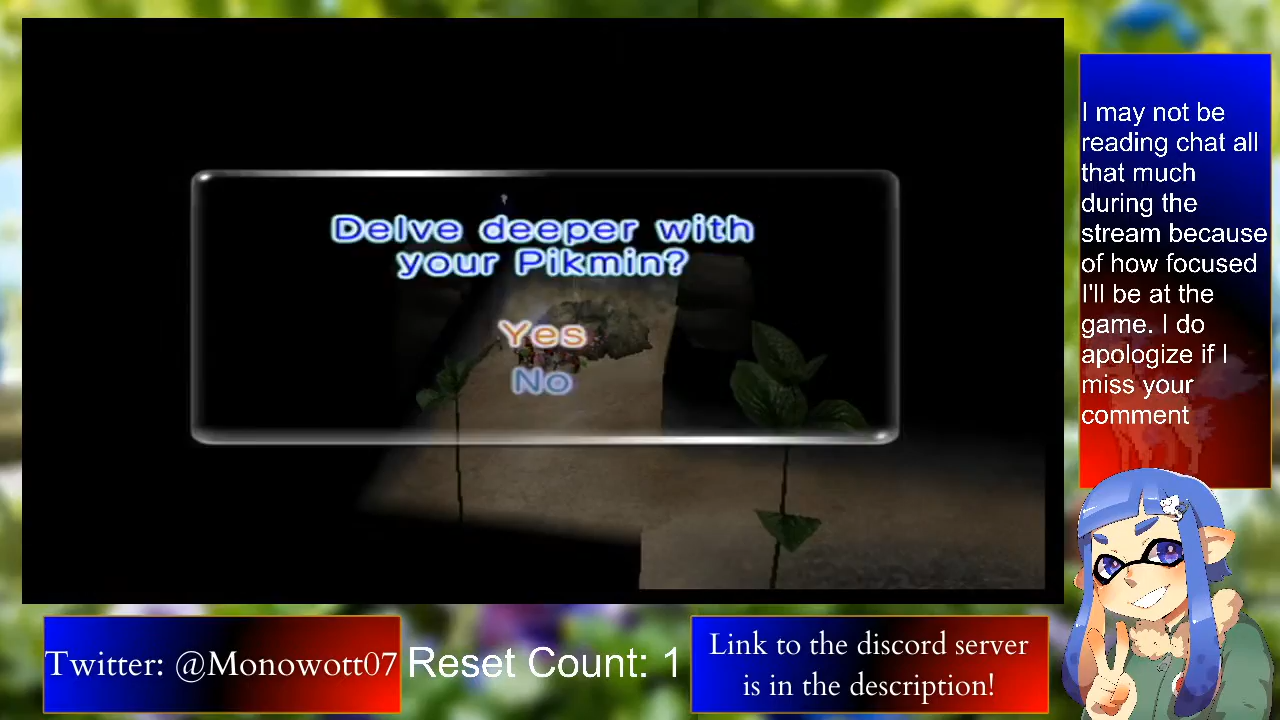 Delve deeper with
your Pikmin?
Yes
No
I may not be
reading chat all
that much
during the
stream because
of how focused
I'll be at the
game. I do
apologize if I
miss your
comment
Twitter: @Monowott07
Reset Count: 1
Link to the discord server
is in the description!